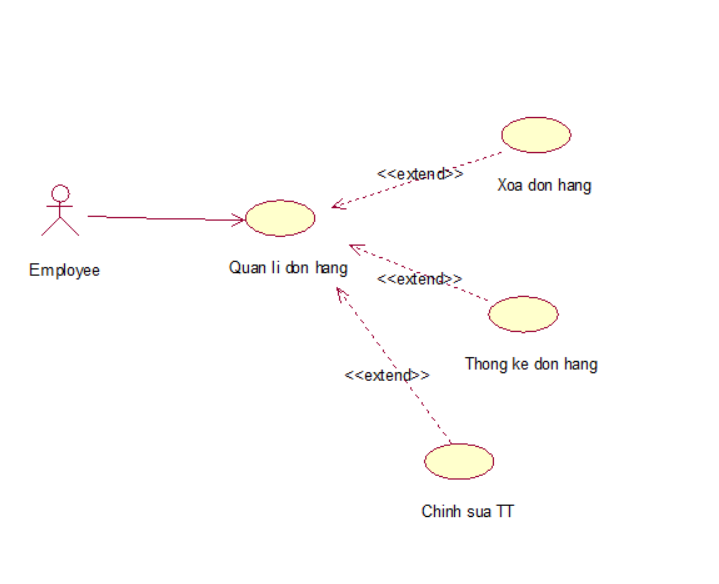 <<extend>>
Xoa don hang
Employee
Quan li don hang
<<extend>>
Thong ke don hang
<<extend>>
Chinh sua TT